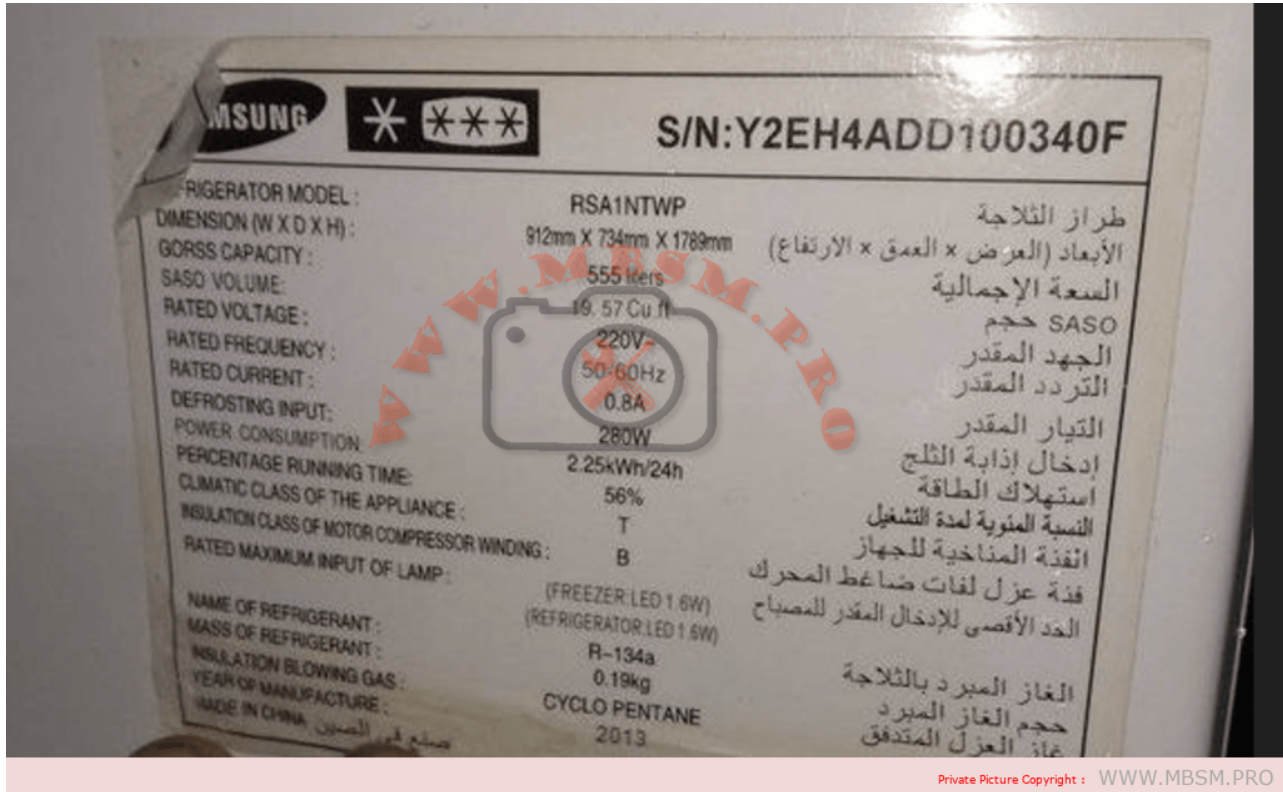 MSUNG
S/N:Y2EH4ADD100340F
RIGERATOR MODEL : RSA1NTWP طراز الثلاجة
DIMENSION (W X D X H) : 912mm X 734mm X 1789mm الأبعاد (العرض × العمق × الارتفاع)
GORSS CAPACITY : 555 liters السعة الإجمالية
SASO VOLUME: 19. 57 Cu.ft حجم SASO
RATED VOLTAGE : 220V~ الجهد المقدر
RATED FREQUENCY : 50-60Hz التردد المقدر
RATED CURRENT : 0.8A التيار المقدر
DEFROSTING INPUT: 280W إدخال إذابة الثلج
POWER CONSUMPTION: 2.25kWh/24h استهلاك الطاقة
PERCENTAGE RUNNING TIME: 56% النسبة المئوية لمدة التشغيل
CLIMATIC CLASS OF THE APPLIANCE : T الفئة المناخية للجهاز
INSULATION CLASS OF MOTOR COMPRESSOR WINDING : B فئة عزل لفات ضاغط المحرك
RATED MAXIMUM INPUT OF LAMP : (FREEZER:LED 1.6W) الحد الأقصى للإدخال المقدر للمصباح
(REFRIGERATOR:LED 1.6W)
NAME OF REFRIGERANT : R-134a الغاز المبرد بالثلاجة
MASS OF REFRIGERANT : 0.19kg حجم الغاز المبرد
INSULATION BLOWING GAS : CYCLO PENTANE غاز العزل المتدفق
YEAR OF MANUFACTURE : 2013
MADE IN CHINA صنع في الصين
WWW.MBSM.PRO
Private Picture Copyright : WWW.MBSM.PRO